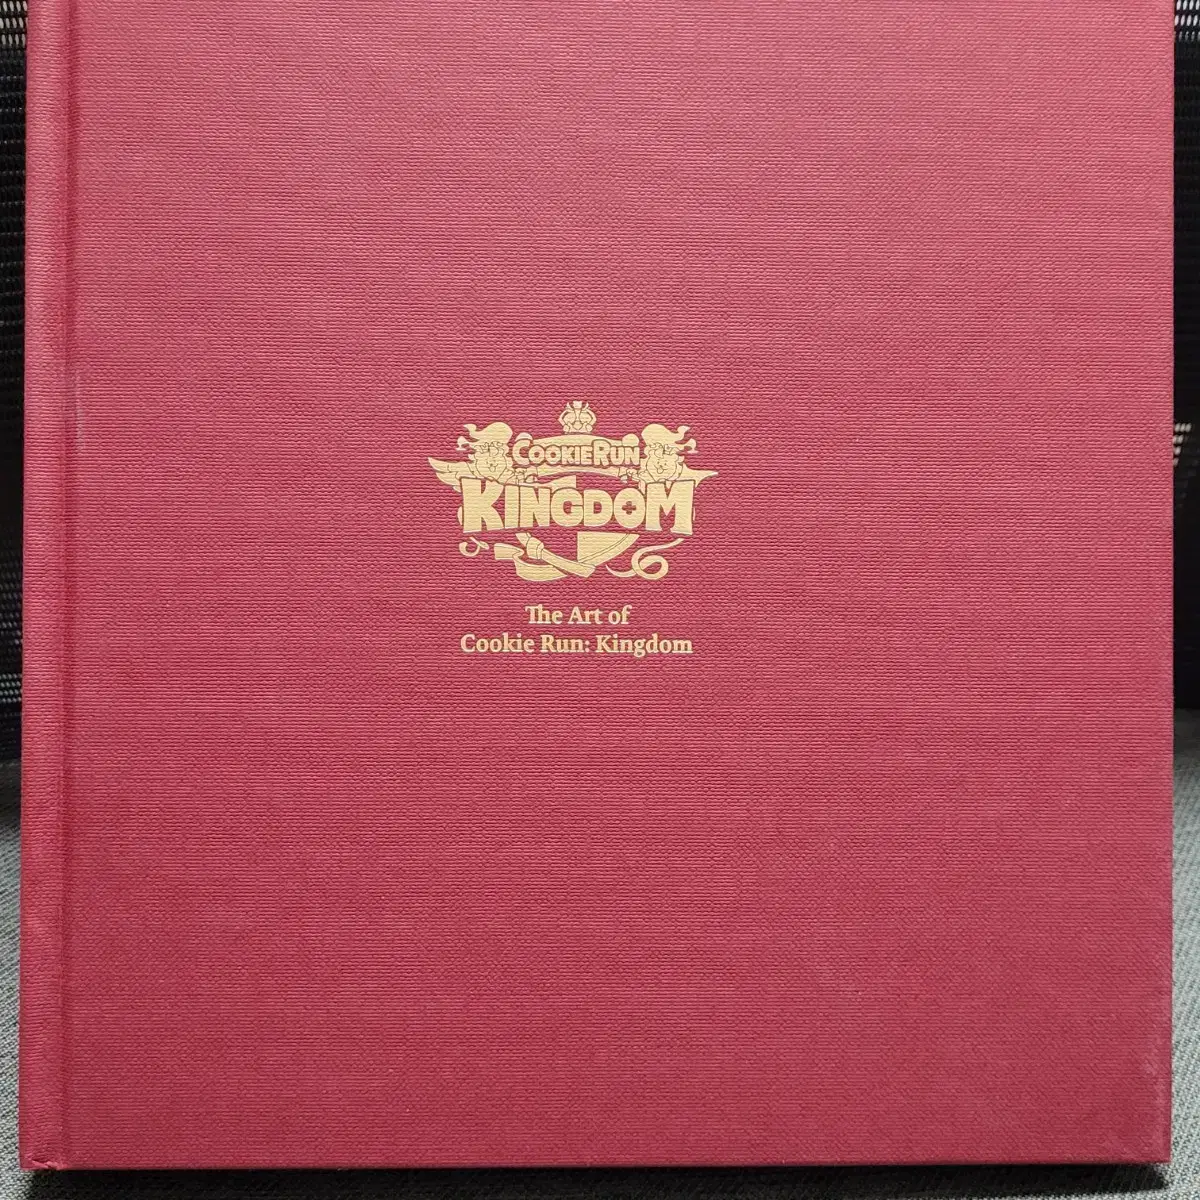 COOKIERUN
KINGDOM
The Art of
Cookie Run: Kingdom